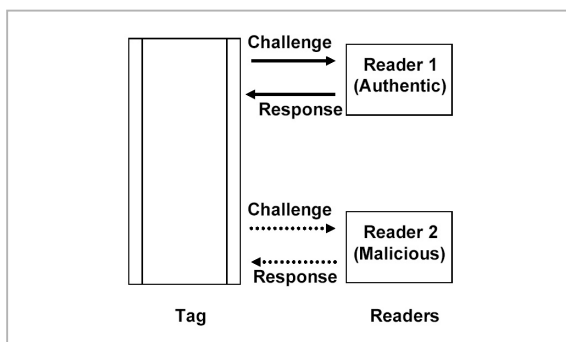 Challenge
Reader 1
(Authentic)
Response
Challenge
Reader 2
(Malicious)
Response
Tag
Readers